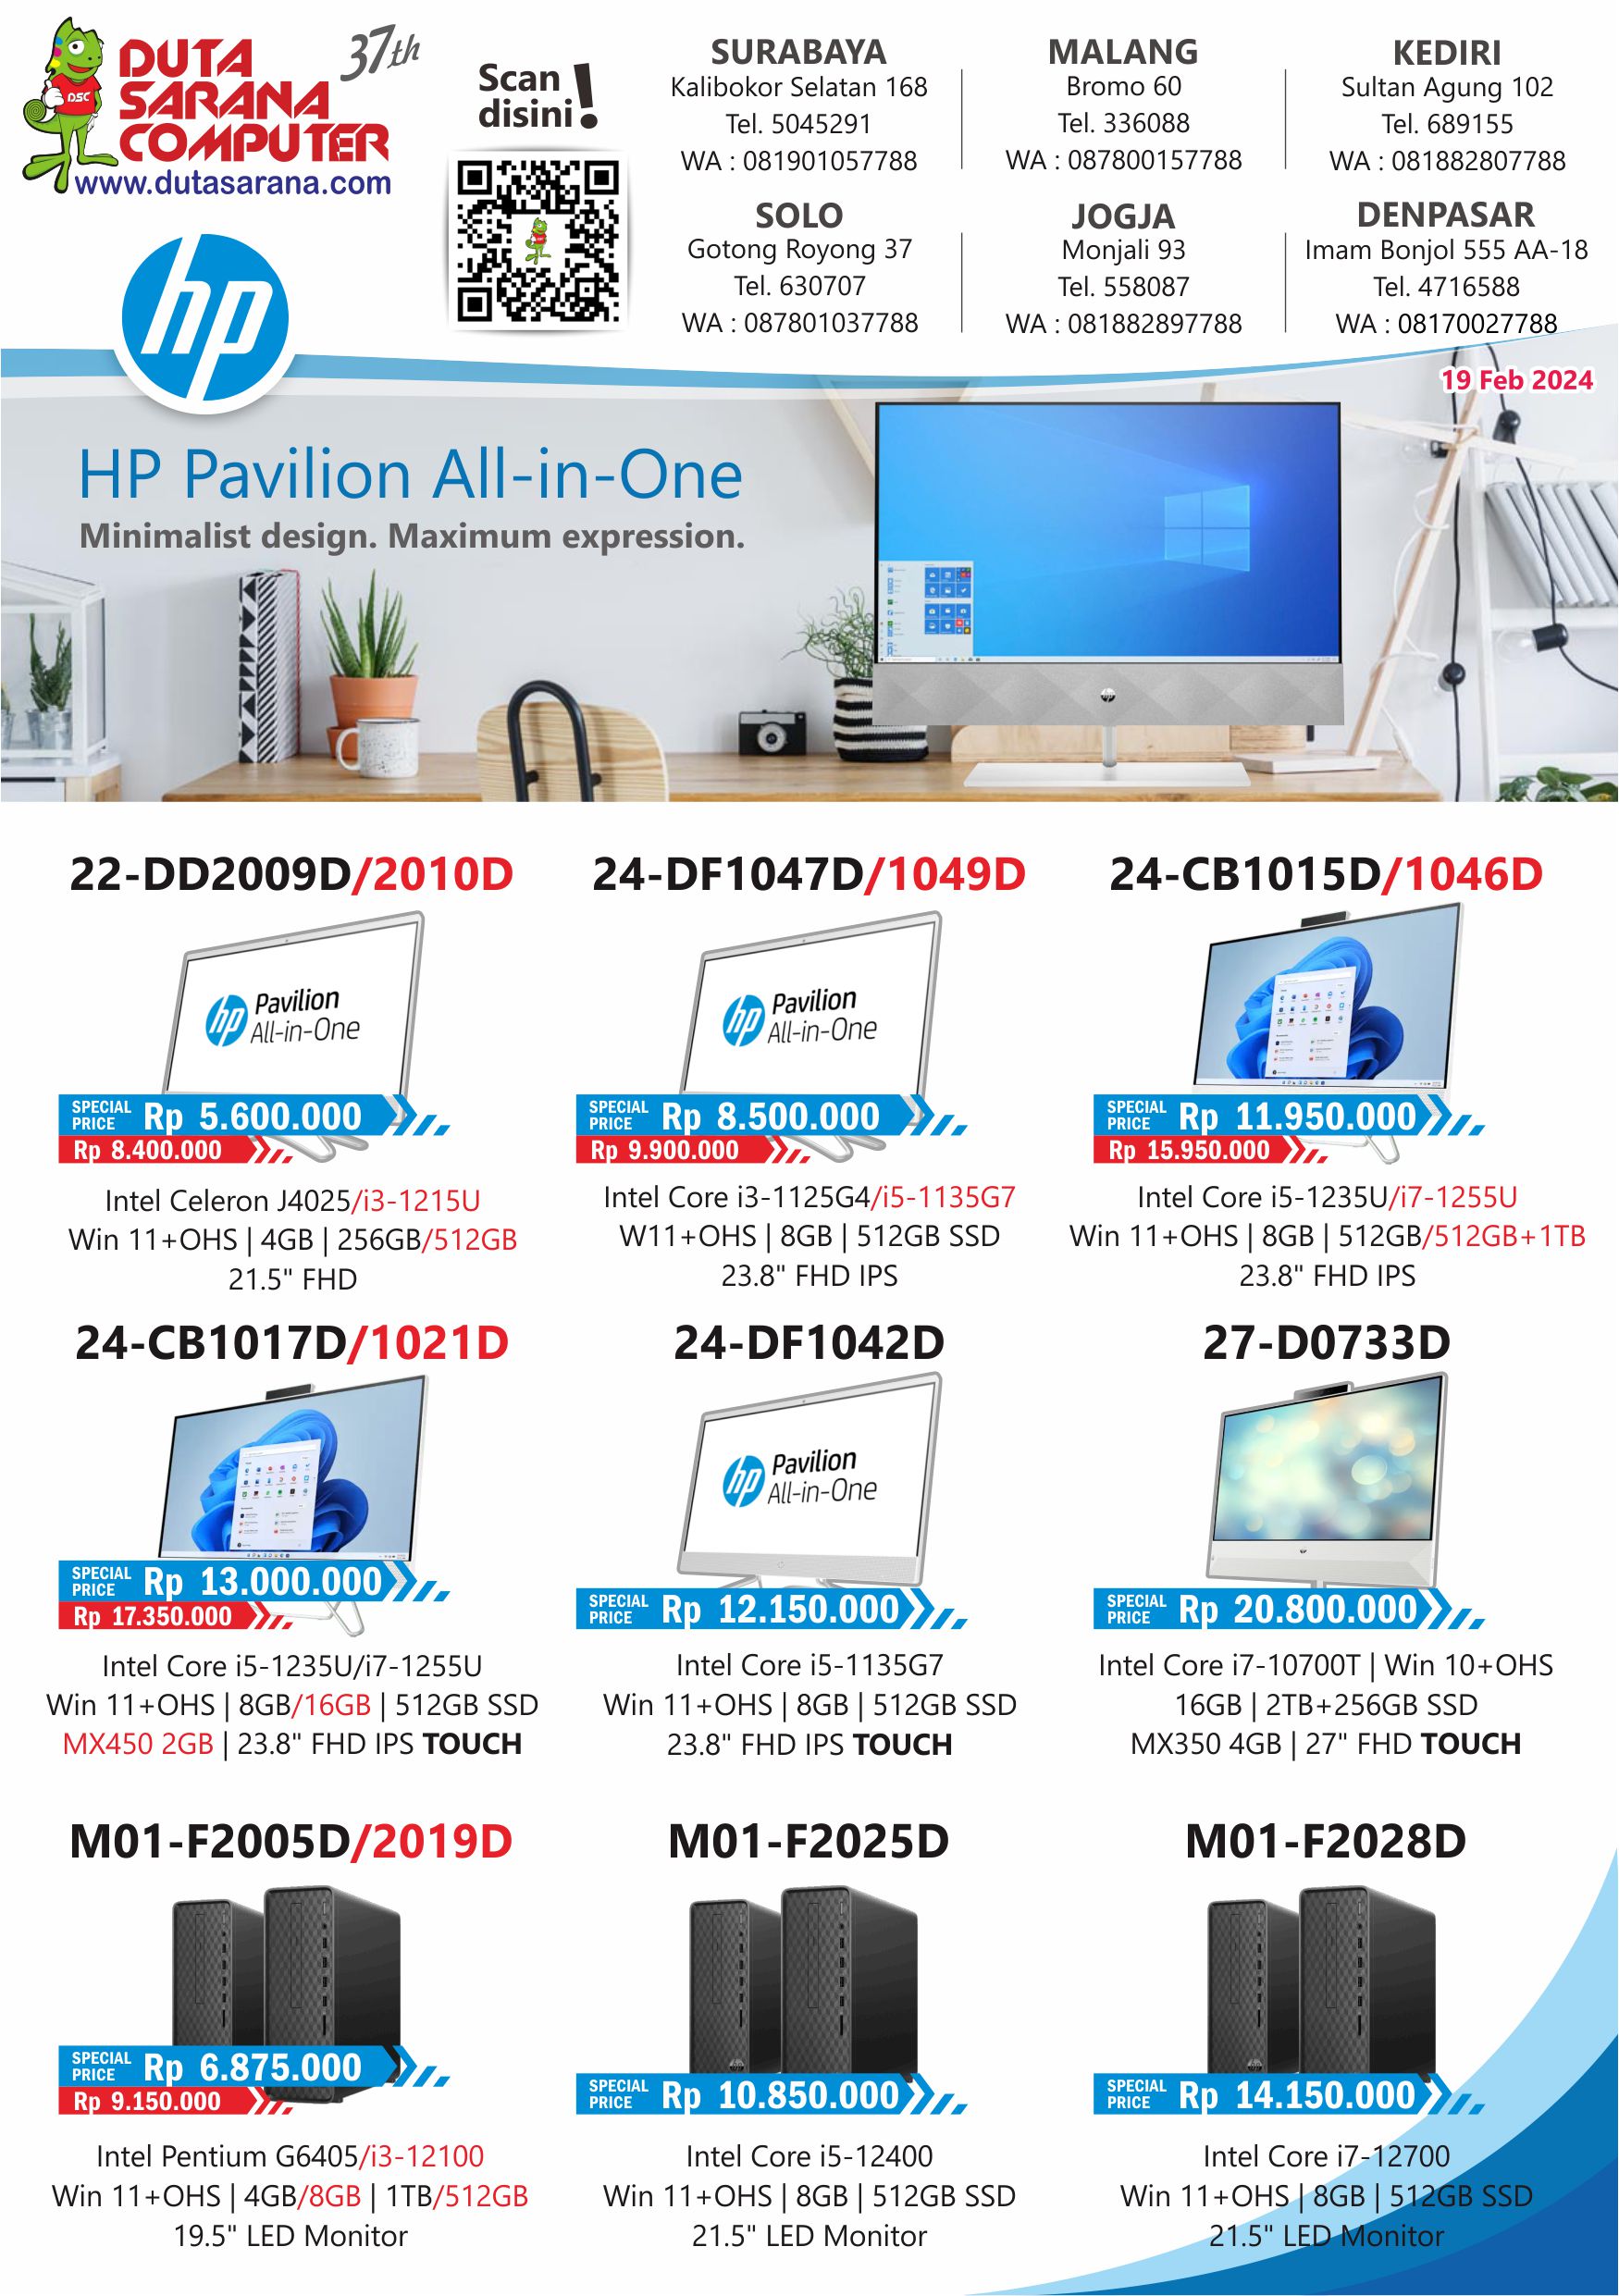 DUTA
SARANA
COMPUTER
37th
DSC
www.dutasarana.com
Scan
disini!
SURABAYA
Kalibokor Selatan 168
Tel. 5045291
WA : 081901057788
MALANG
Bromo 60
Tel. 336088
WA : 087800157788
KEDIRI
Sultan Agung 102
Tel. 689155
WA : 081882807788
SOLO
Gotong Royong 37
Tel. 630707
WA : 087801037788
JOGJA
Monjali 93
Tel. 558087
WA : 081882897788
DENPASAR
Imam Bonjol 555 AA-18
Tel. 4716588
WA : 08170027788
hp
19 Feb 2024
HP Pavilion All-in-One
Minimalist design. Maximum expression.
22-DD2009D/2010D
hp Pavilion
All-in-One
SPECIAL
PRICE Rp 5.600.000
Rp 8.400.000
Intel Celeron J4025/i3-1215U
Win 11+OHS | 4GB | 256GB/512GB
21.5" FHD
24-DF1047D/1049D
hp Pavilion
All-in-One
SPECIAL
PRICE Rp 8.500.000
Rp 9.900.000
Intel Core i3-1125G4/i5-1135G7
W11+OHS | 8GB | 512GB SSD
23.8" FHD IPS
24-CB1015D/1046D
SPECIAL
PRICE Rp 11.950.000
Rp 15.950.000
Intel Core i5-1235U/i7-1255U
Win 11+OHS | 8GB | 512GB/512GB+1TB
23.8" FHD IPS
24-CB1017D/1021D
SPECIAL
PRICE Rp 13.000.000
Rp 17.350.000
Intel Core i5-1235U/i7-1255U
Win 11+OHS | 8GB/16GB | 512GB SSD
MX450 2GB | 23.8" FHD IPS TOUCH
24-DF1042D
hp Pavilion
All-in-One
SPECIAL
PRICE Rp 12.150.000
Intel Core i5-1135G7
Win 11+OHS | 8GB | 512GB SSD
23.8" FHD IPS TOUCH
27-D0733D
SPECIAL
PRICE Rp 20.800.000
Intel Core i7-10700T | Win 10+OHS
16GB | 2TB+256GB SSD
MX350 4GB | 27" FHD TOUCH
M01-F2005D/2019D
SPECIAL
PRICE Rp 6.875.000
Rp 9.150.000
Intel Pentium G6405/i3-12100
Win 11+OHS | 4GB/8GB | 1TB/512GB
19.5" LED Monitor
M01-F2025D
SPECIAL
PRICE Rp 10.850.000
Intel Core i5-12400
Win 11+OHS | 8GB | 512GB SSD
21.5" LED Monitor
M01-F2028D
SPECIAL
PRICE Rp 14.150.000
Intel Core i7-12700
Win 11+OHS | 8GB | 512GB SSD
21.5" LED Monitor